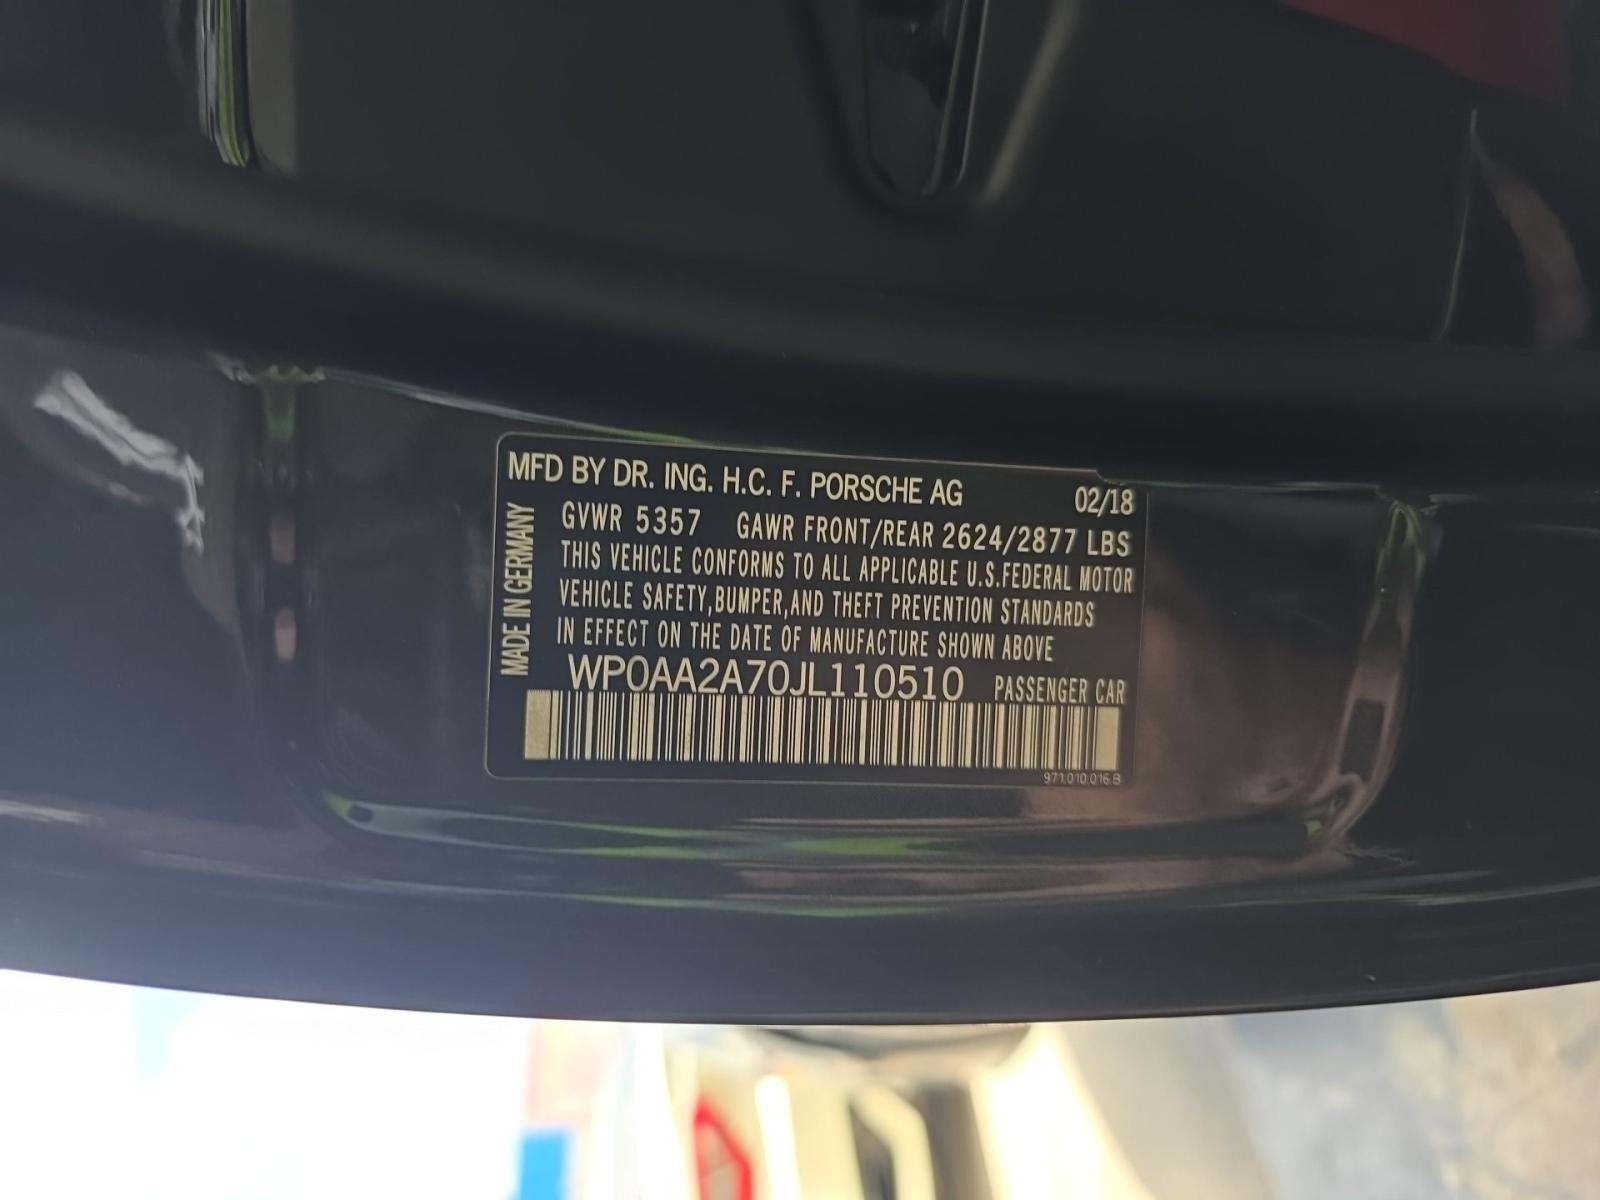 MFD BY DR. ING. H.C. F. PORSCHE AG 02/18
GVWR 5357 GAWR FRONT/REAR 2624/2877 LBS
THIS VEHICLE CONFORMS TO ALL APPLICABLE U.S.FEDERAL MOTOR
VEHICLE SAFETY,BUMPER,AND THEFT PREVENTION STANDARDS
IN EFFECT ON THE DATE OF MANUFACTURE SHOWN ABOVE
WP0AA2A70JL110510 PASSENGER CAR
971.010.016.B
MADE IN GERMANY